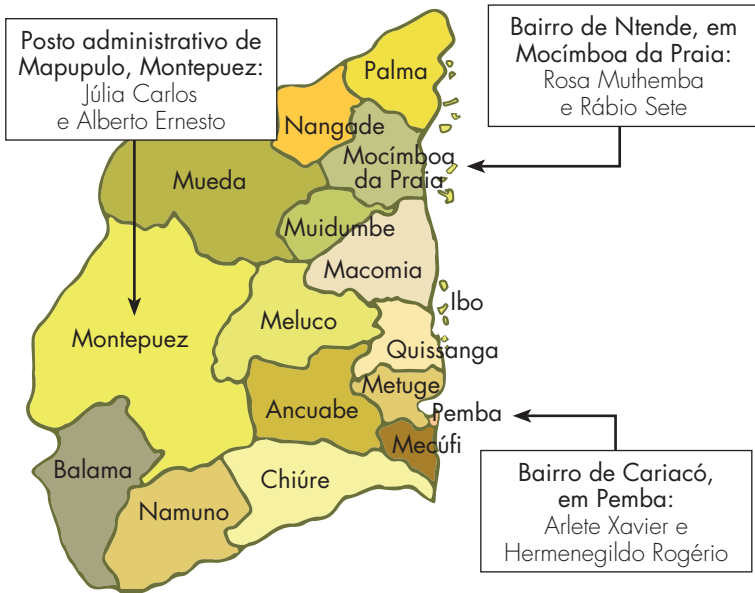 Posto administrativo de
Mapupulo, Montepuez:
Júlia Carlos
e Alberto Ernesto
Bairro de Ntende, em
Mocímboa da Praia:
Rosa Muthemba
e Rábio Sete
Palma
Nangade
Mocímboa
da Praia
Mueda
Muidumbe
Macomia
Ibo
Meluco
Montepuez
Quissanga
Metuge
Ancuabe
Pemba
Mecúfi
Balama
Chiúre
Namuno
Bairro de Cariacó,
em Pemba:
Arlete Xavier e
Hermenegildo Rogério